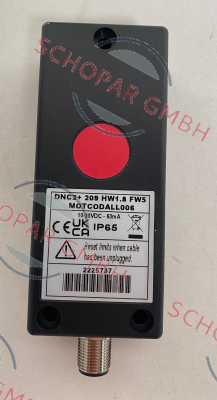 SCHOPAR GMBH
DNC2+ 209 HW1.8 FW5
MOTCODALL006
10-30VDC - 60mA
CE UK CA IP65
Reset limits when cable
has been unplugged.
2225737